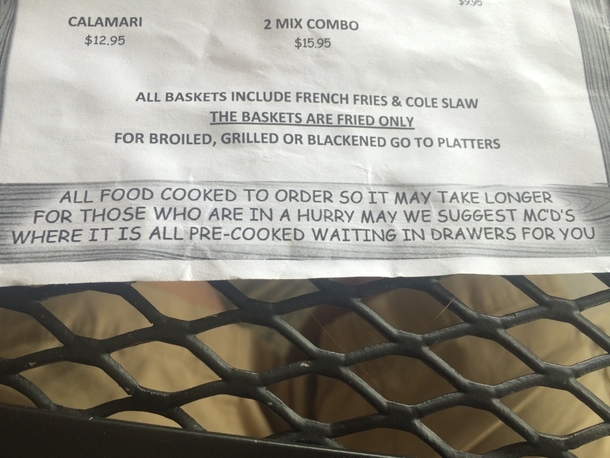 $9.95
CALAMARI 2 MIX COMBO
$12.95 $15.95
ALL BASKETS INCLUDE FRENCH FRIES & COLE SLAW
THE BASKETS ARE FRIED ONLY
FOR BROILED, GRILLED OR BLACKENED GO TO PLATTERS
ALL FOOD COOKED TO ORDER SO IT MAY TAKE LONGER
FOR THOSE WHO ARE IN A HURRY MAY WE SUGGEST MC'D'S
WHERE IT IS ALL PRE-COOKED WAITING IN DRAWERS FOR YOU